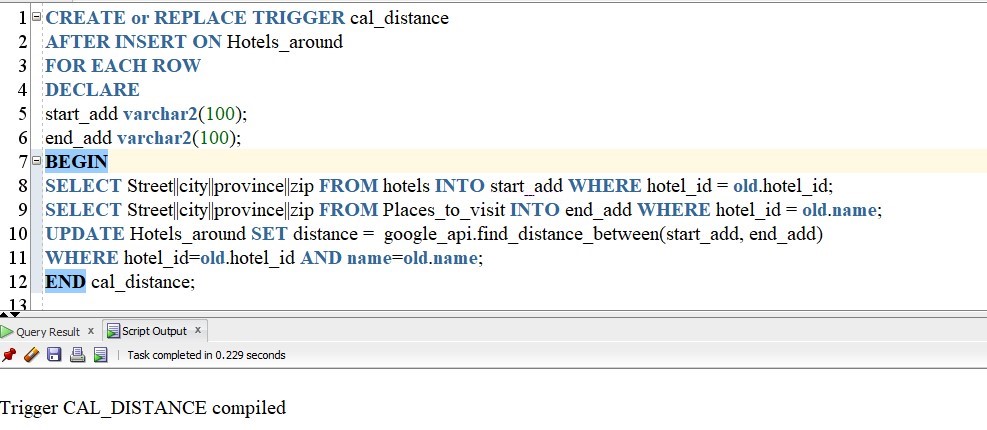 1 CREATE or REPLACE TRIGGER cal_distance
2 AFTER INSERT ON Hotels_around
3 FOR EACH ROW
4 DECLARE
5 start_add varchar2(100);
6 end_add varchar2(100);
7 BEGIN
8 SELECT Street||city||province||zip FROM hotels INTO start_add WHERE hotel_id = old.hotel_id;
9 SELECT Street||city||province||zip FROM Places_to_visit INTO end_add WHERE hotel_id = old.name;
10 UPDATE Hotels_around SET distance =  google_api.find_distance_between(start_add, end_add)
11 WHERE hotel_id=old.hotel_id AND name=old.name;
12 END cal_distance;
13
Query Result x Script Output x
Task completed in 0.229 seconds
Trigger CAL_DISTANCE compiled